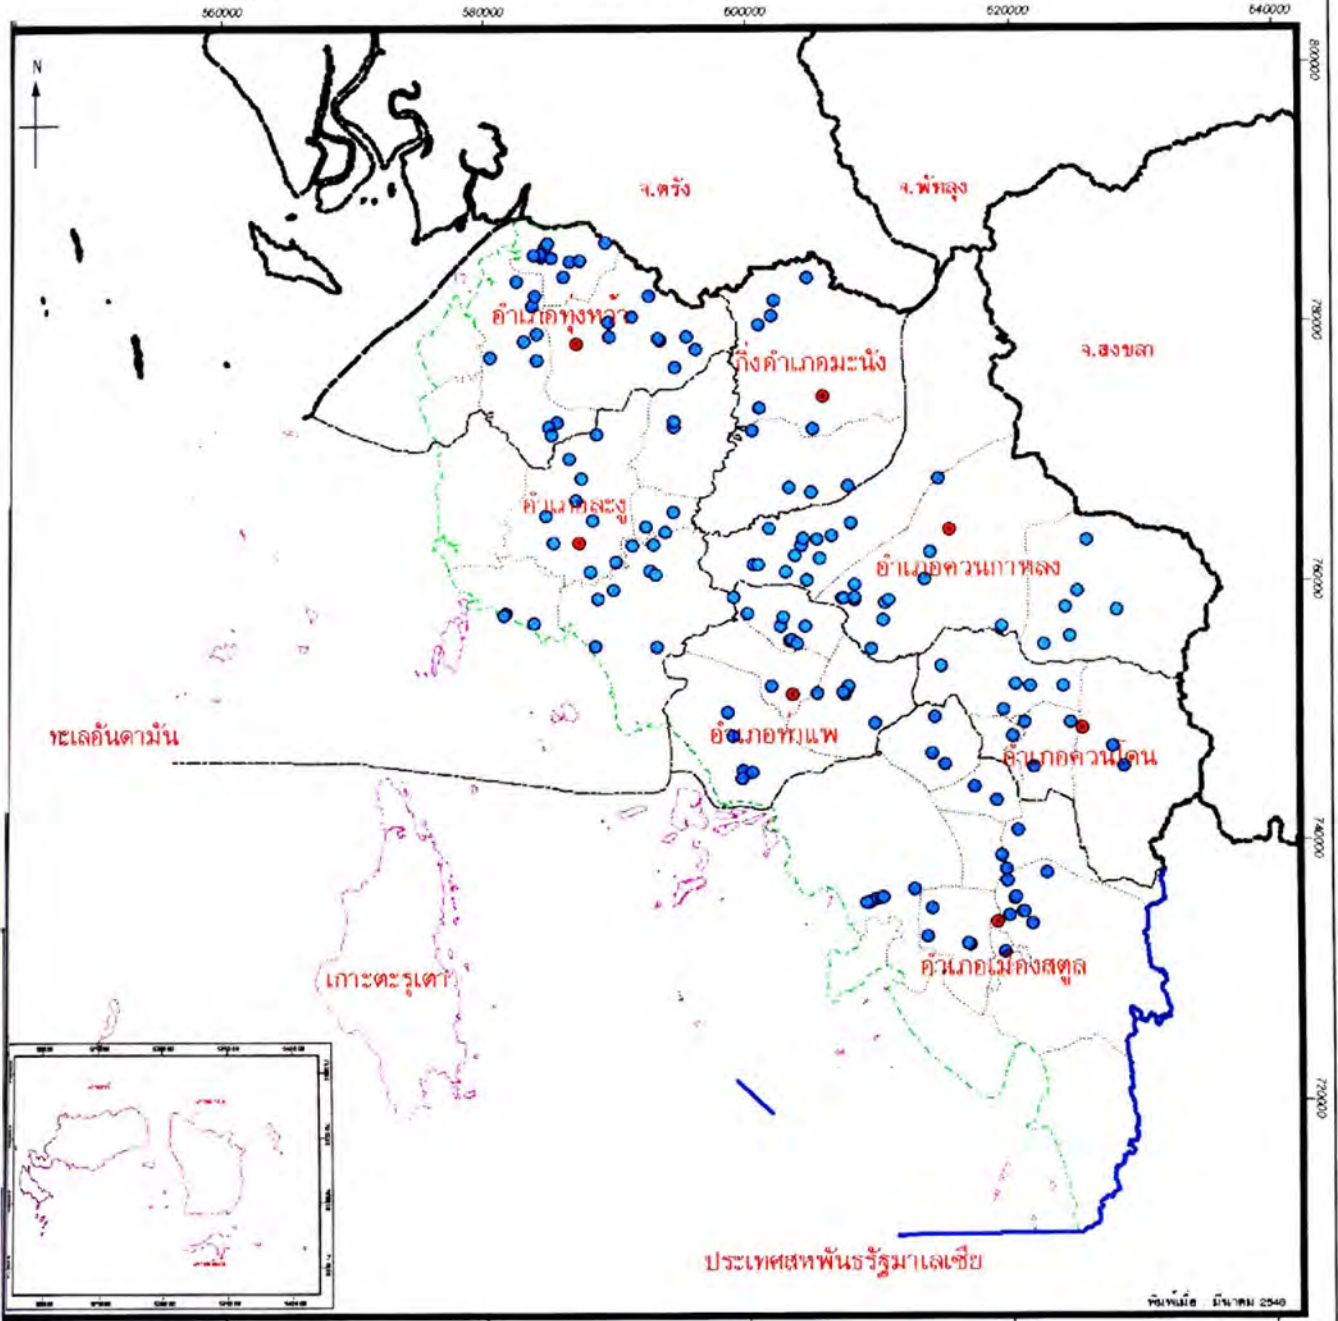 560000 580000 600000 620000 640000
N
800000
จ.ตรัง
จ.พัทลุง
อำเภอทุ่งหว้า
780000
จ.สงขลา
กิ่งอำเภอมะนัง
อำเภอละงู
อำเภอควนกาหลง
760000
ทะเลอันดามัน
อำเภอท่าแพ
อำเภอควนโดน
740000
อำเภอเมืองสตูล
เกาะตะรุเตา
720000
ประเทศสหพันธรัฐมาเลเซีย
พิมพ์เมื่อ มีนาคม 2548